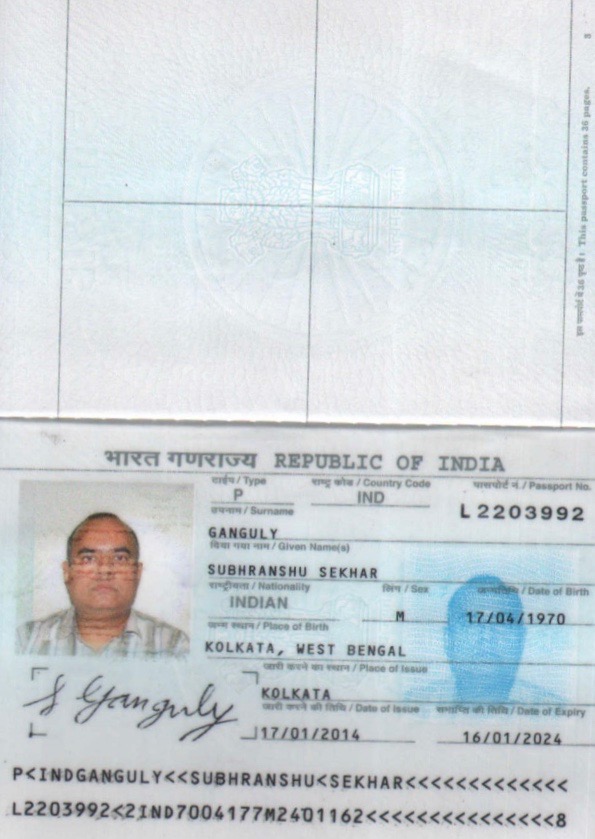 इस पासपोर्ट में 36 पृष्ठ हैं। This passport contains 36 pages. 3
भारत गणराज्य REPUBLIC OF INDIA
टाईप / Type राष्ट्र कोड / Country Code पासपोर्ट नं. / Passport No.
P IND L2203992
उपनाम / Surname
GANGULY
दिया गया नाम / Given Name(s)
SUBHRANSHU SEKHAR
राष्ट्रीयता / Nationality लिंग / Sex जन्मतिथि / Date of Birth
INDIAN M 17/04/1970
जन्म स्थान / Place of Birth
KOLKATA, WEST BENGAL
जारी करने का स्थान / Place of Issue
KOLKATA
जारी करने की तिथि / Date of Issue समाप्ति की तिथि / Date of Expiry
17/01/2014 16/01/2024
S Ganguly
P<INDGANGULY<<SUBHRANSHU<SEKHAR<<<<<<<<<<<<<
L2203992<2IND7004177M2401162<<<<<<<<<<<<<<<8